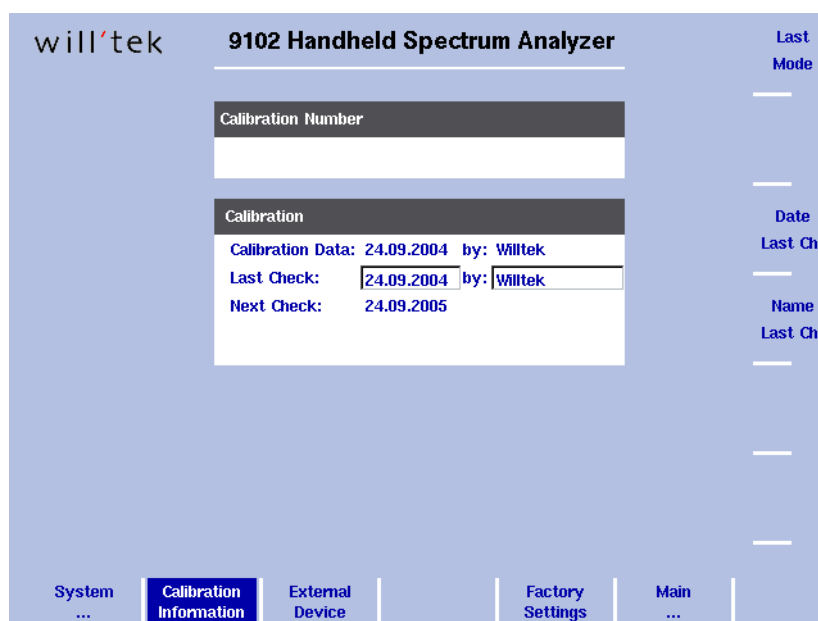 will'tek
9102 Handheld Spectrum Analyzer
Last
Mode
Calibration Number
Calibration
Calibration Data: 24.09.2004 by: Willtek
Last Check: 24.09.2004 by: Willtek
Next Check: 24.09.2005
Date
Last Ch
Name
Last Ch
System
...
Calibration
Information
External
Device
Factory
Settings
Main
...